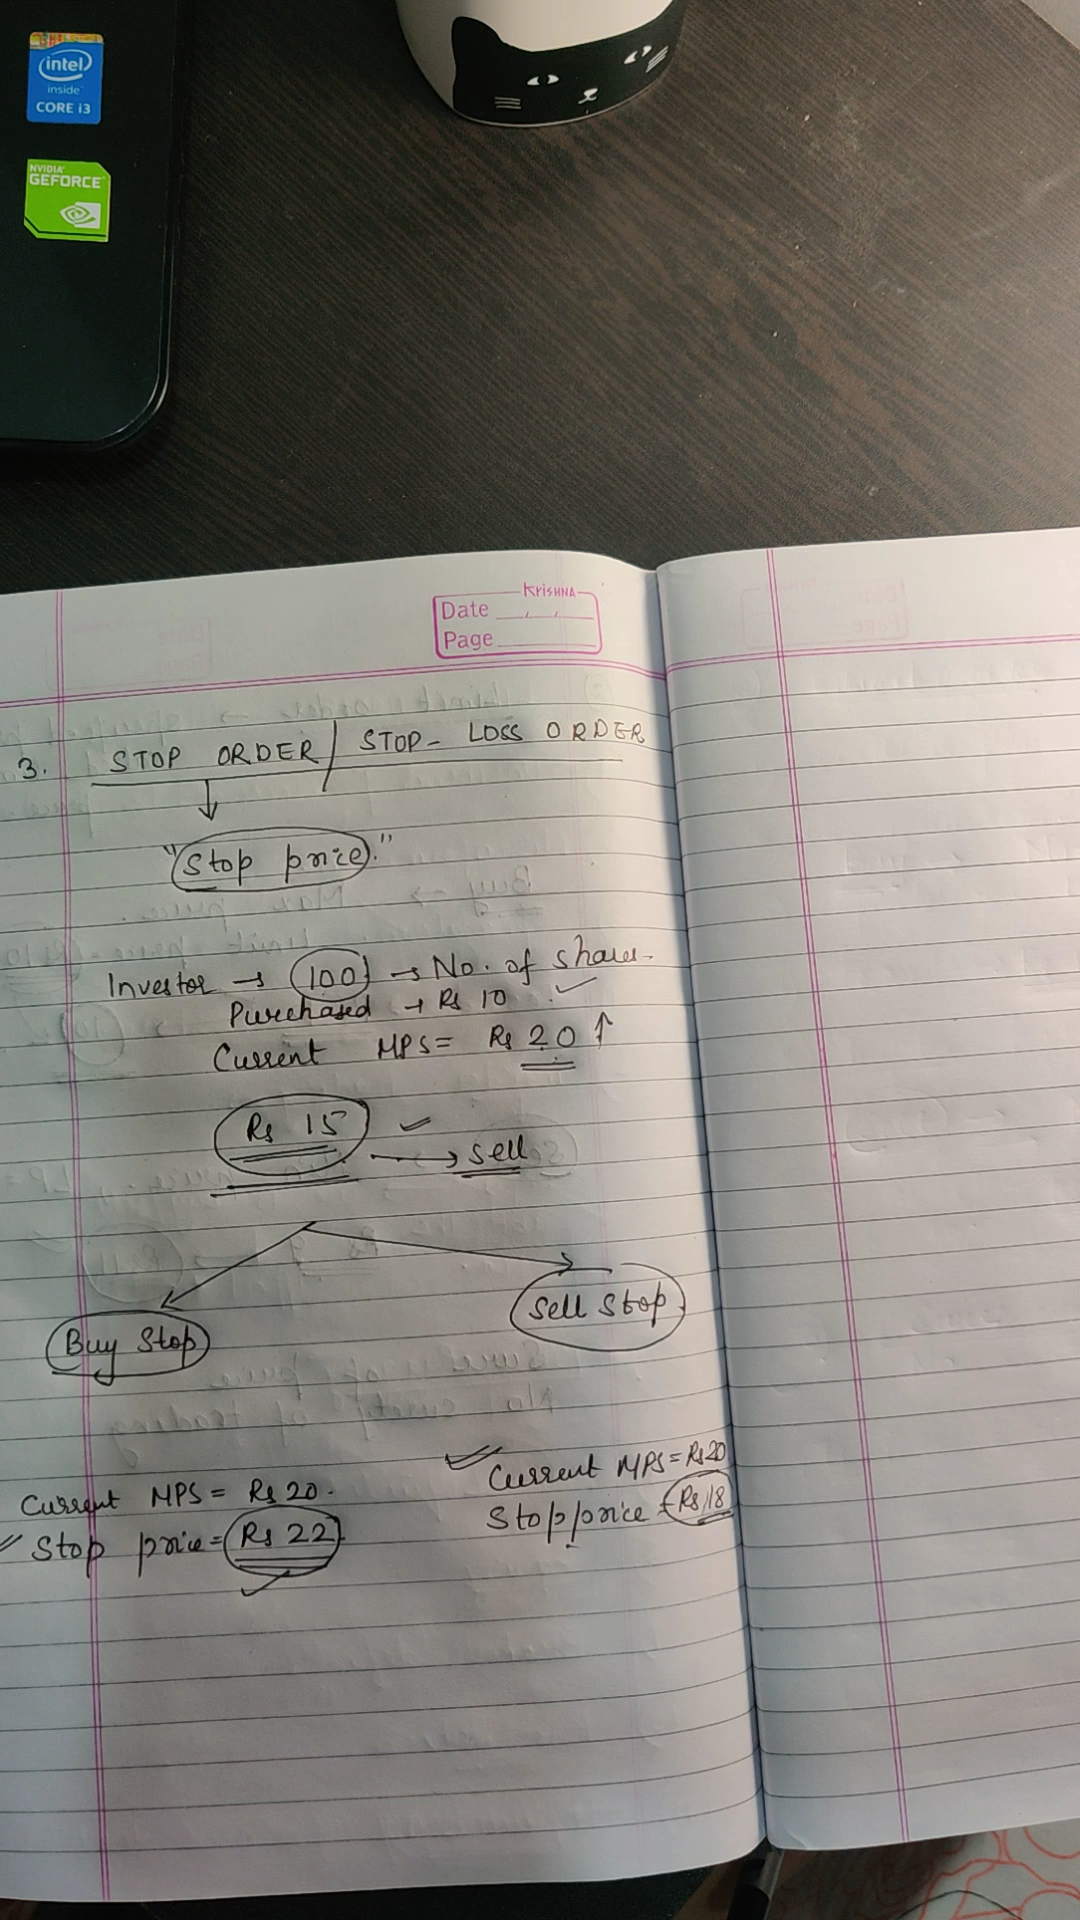 intel
inside
CORE i3
NVIDIA
GEFORCE
KRISHNA
Date
Page
3. STOP ORDER / STOP- LOSS ORDER
"Stop price."
Investor → 100 → No. of shares.
Purchased → Rs 10 ✓
Current MPS = Rs 20 ↑
Rs 15 ✓
→ sell
Buy Stop
Sell Stop
Current MPS = Rs 20.
Stop price = Rs 22
Current MPS = Rs 20
Stop price = Rs 18